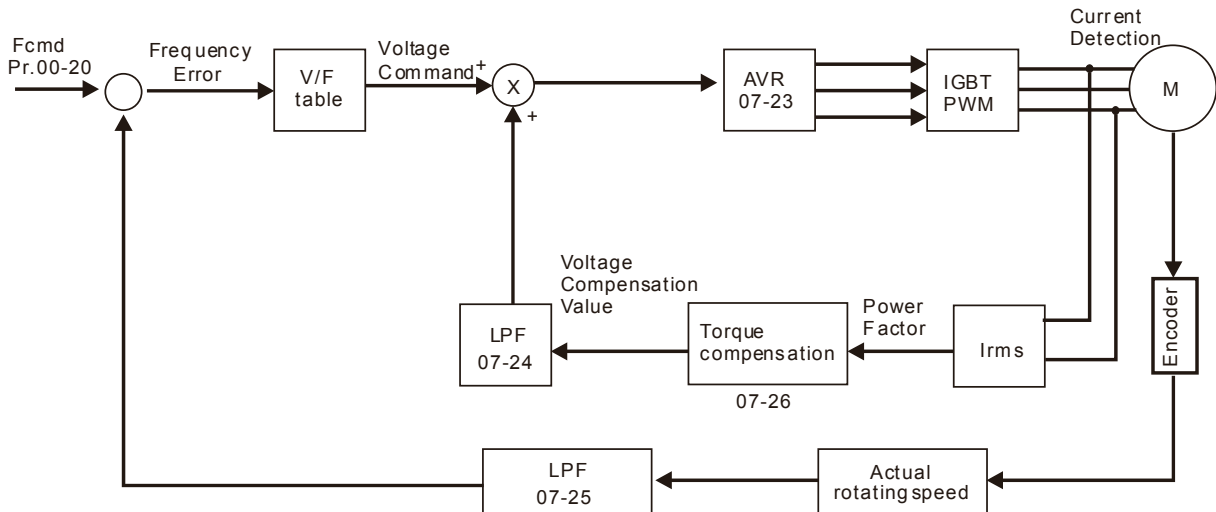 Fcmd
Pr.00-20
Frequency
Error
V/F
table
Voltage
Command
+
X
+
AVR
07-23
IGBT
PWM
Current
Detection
M
Voltage
Compensation
Value
LPF
07-24
Torque
compensation
07-26
Power
Factor
Irms
Encoder
LPF
07-25
Actual
rotating speed